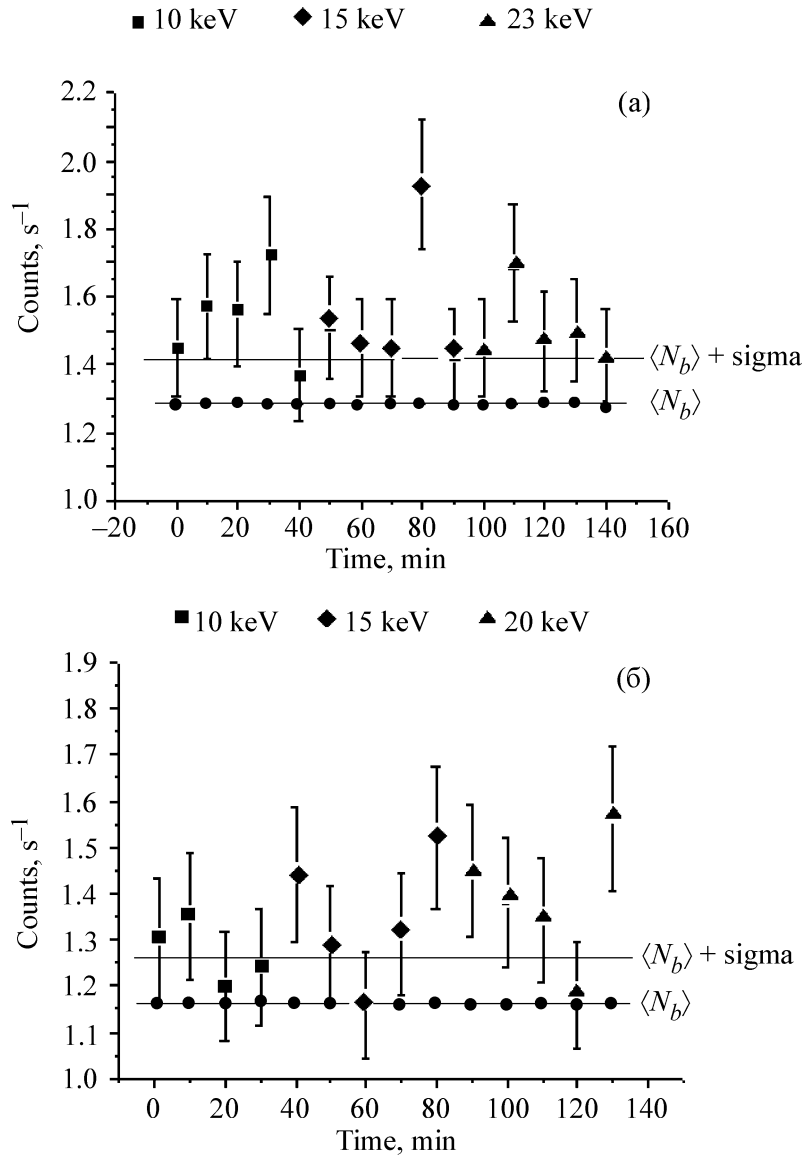 10 keV 15 keV 23 keV
2.2
(а)
2.0
1.8
1.6
1.4
⟨N_b⟩ + sigma
⟨N_b⟩
1.2
1.0
Counts, s⁻¹
–20 0 20 40 60 80 100 120 140 160
Time, min
10 keV 15 keV 20 keV
1.9
(б)
1.8
1.7
1.6
1.5
1.4
1.3
⟨N_b⟩ + sigma
1.2
⟨N_b⟩
1.1
1.0
Counts, s⁻¹
0 20 40 60 80 100 120 140
Time, min